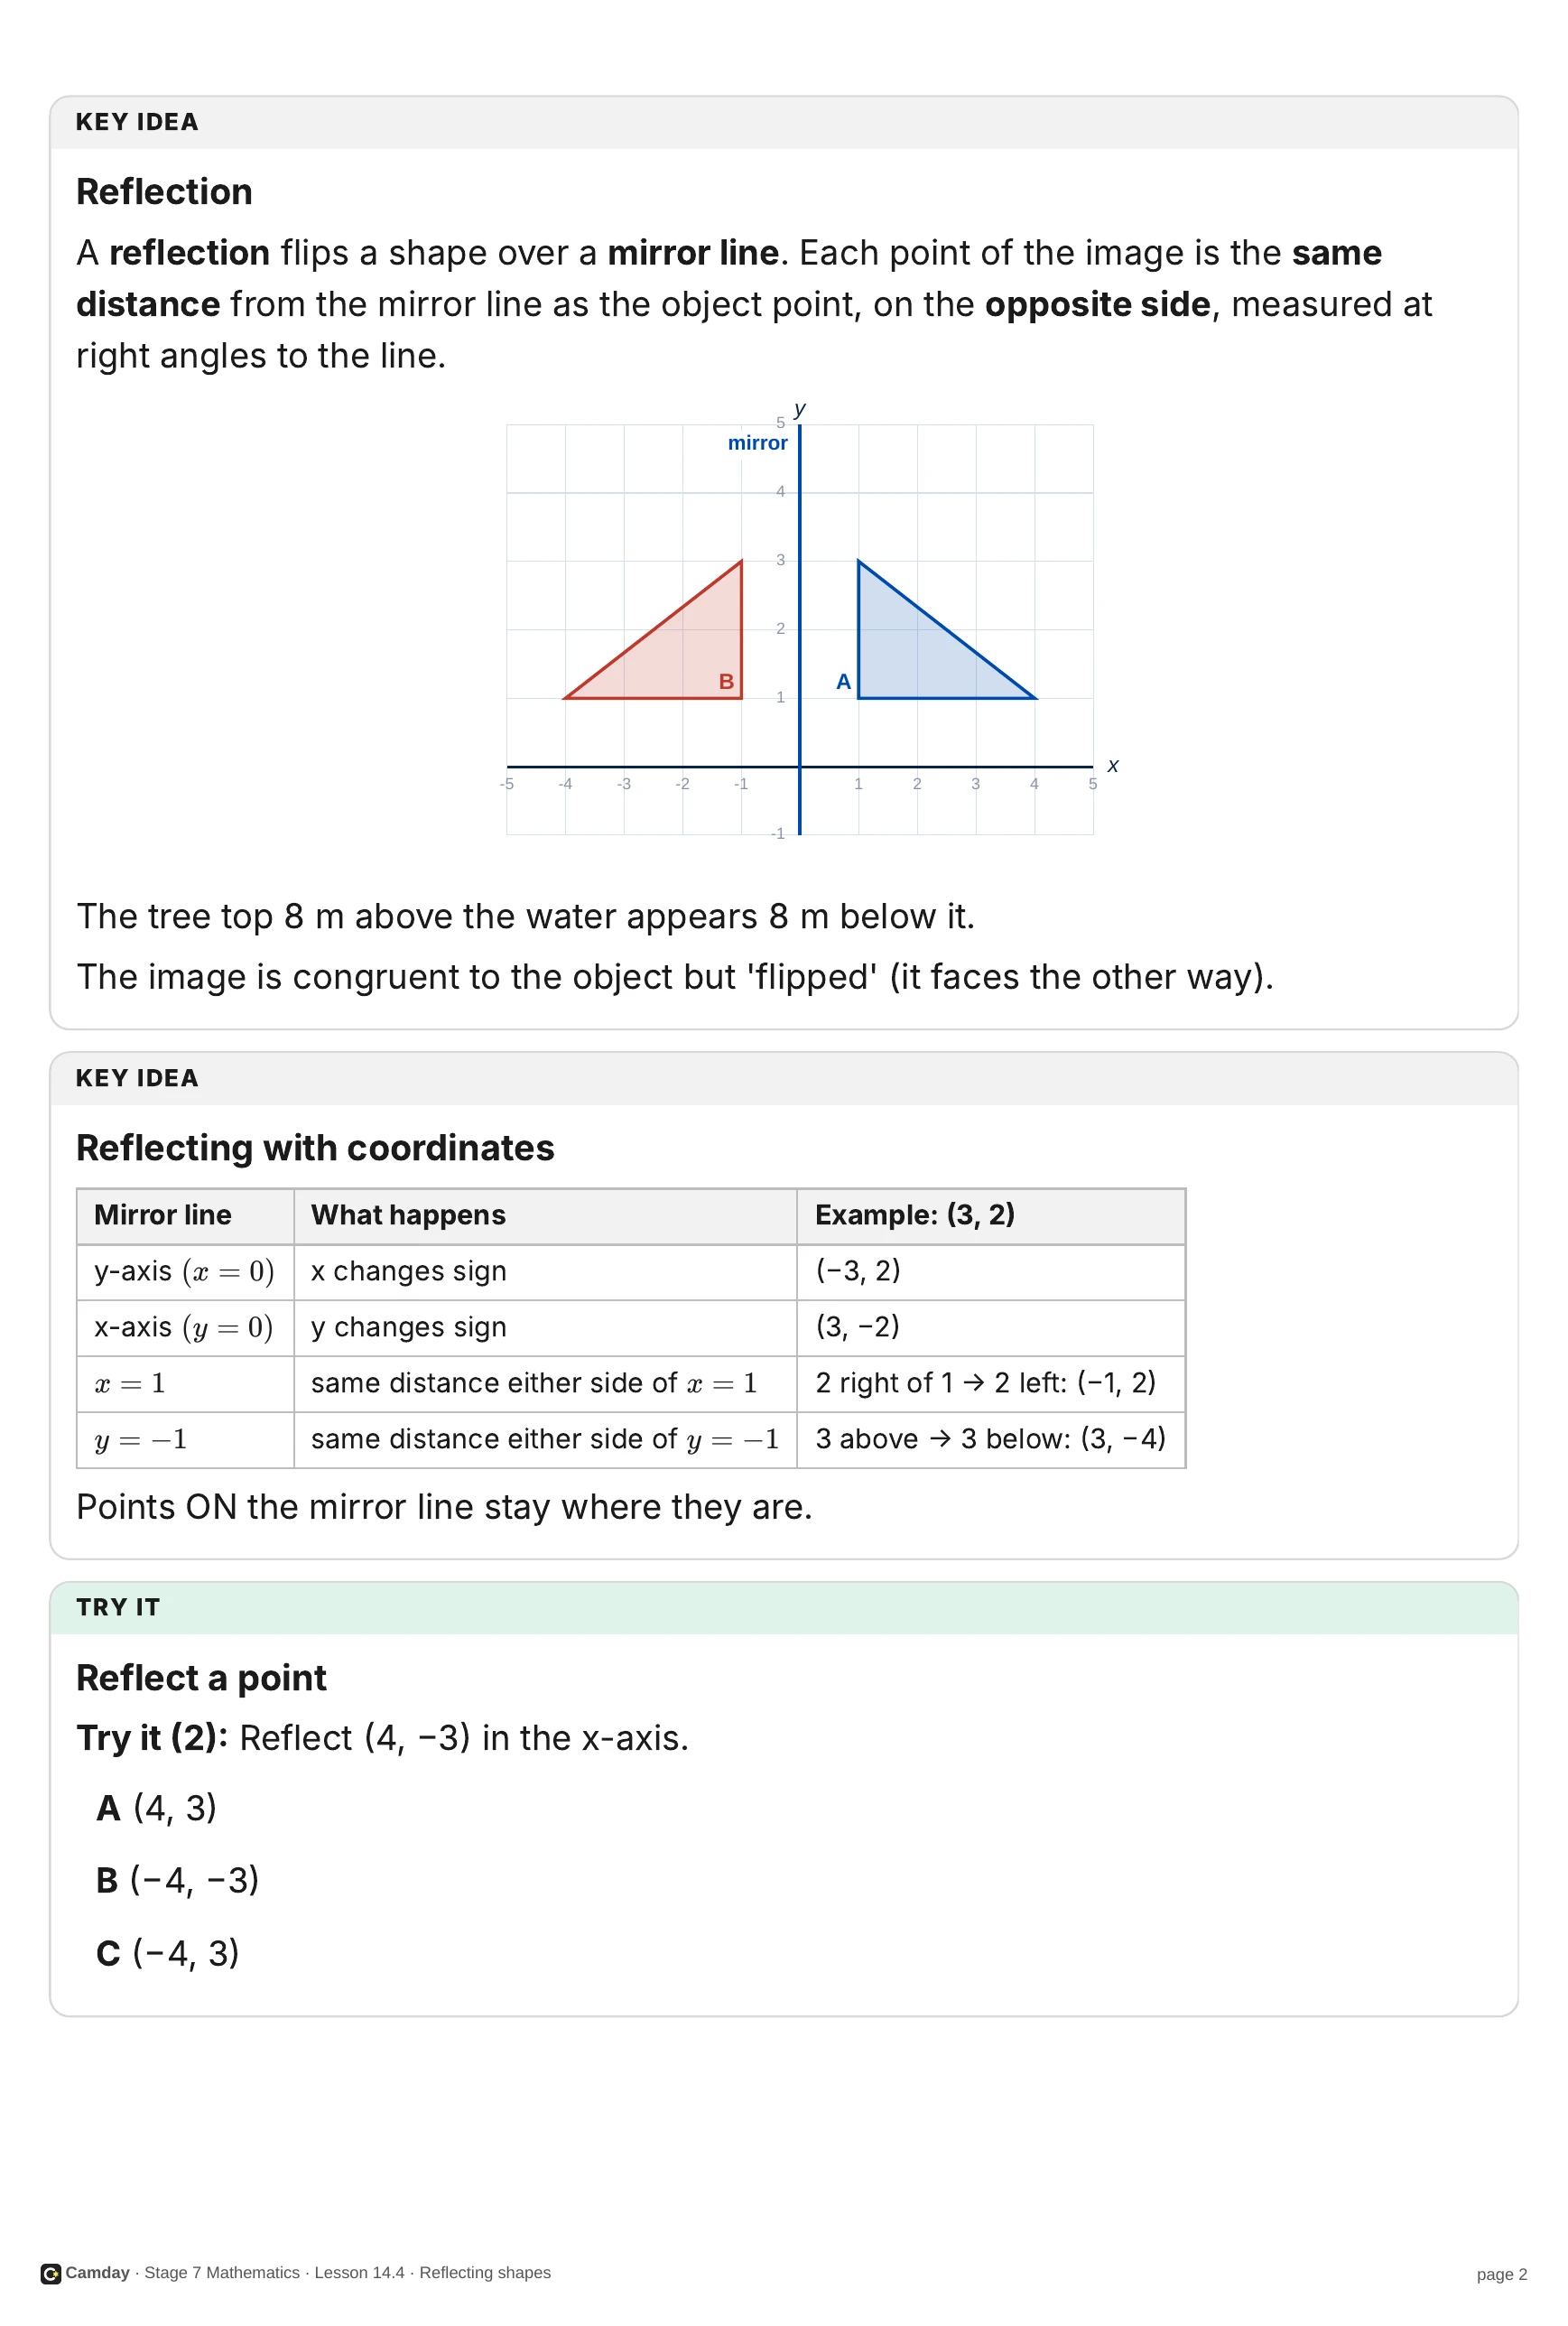 KEY IDEA
Reflection
A reflection flips a shape over a mirror line. Each point of the image is the same
distance from the mirror line as the object point, on the opposite side, measured at
right angles to the line.
y
5
mirror
4
3
2
B
A
1
x
-5 -4 -3 -2 -1 1 2 3 4 5
-1
The tree top 8 m above the water appears 8 m below it.
The image is congruent to the object but 'flipped' (it faces the other way).
KEY IDEA
Reflecting with coordinates
Mirror line What happens Example: (3, 2)
y-axis (x = 0) x changes sign (−3, 2)
x-axis (y = 0) y changes sign (3, −2)
x = 1 same distance either side of x = 1 2 right of 1 → 2 left: (−1, 2)
y = −1 same distance either side of y = −1 3 above → 3 below: (3, −4)
Points ON the mirror line stay where they are.
TRY IT
Reflect a point
Try it (2): Reflect (4, −3) in the x-axis.
A (4, 3)
B (−4, −3)
C (−4, 3)
Camday · Stage 7 Mathematics · Lesson 14.4 · Reflecting shapes
page 2